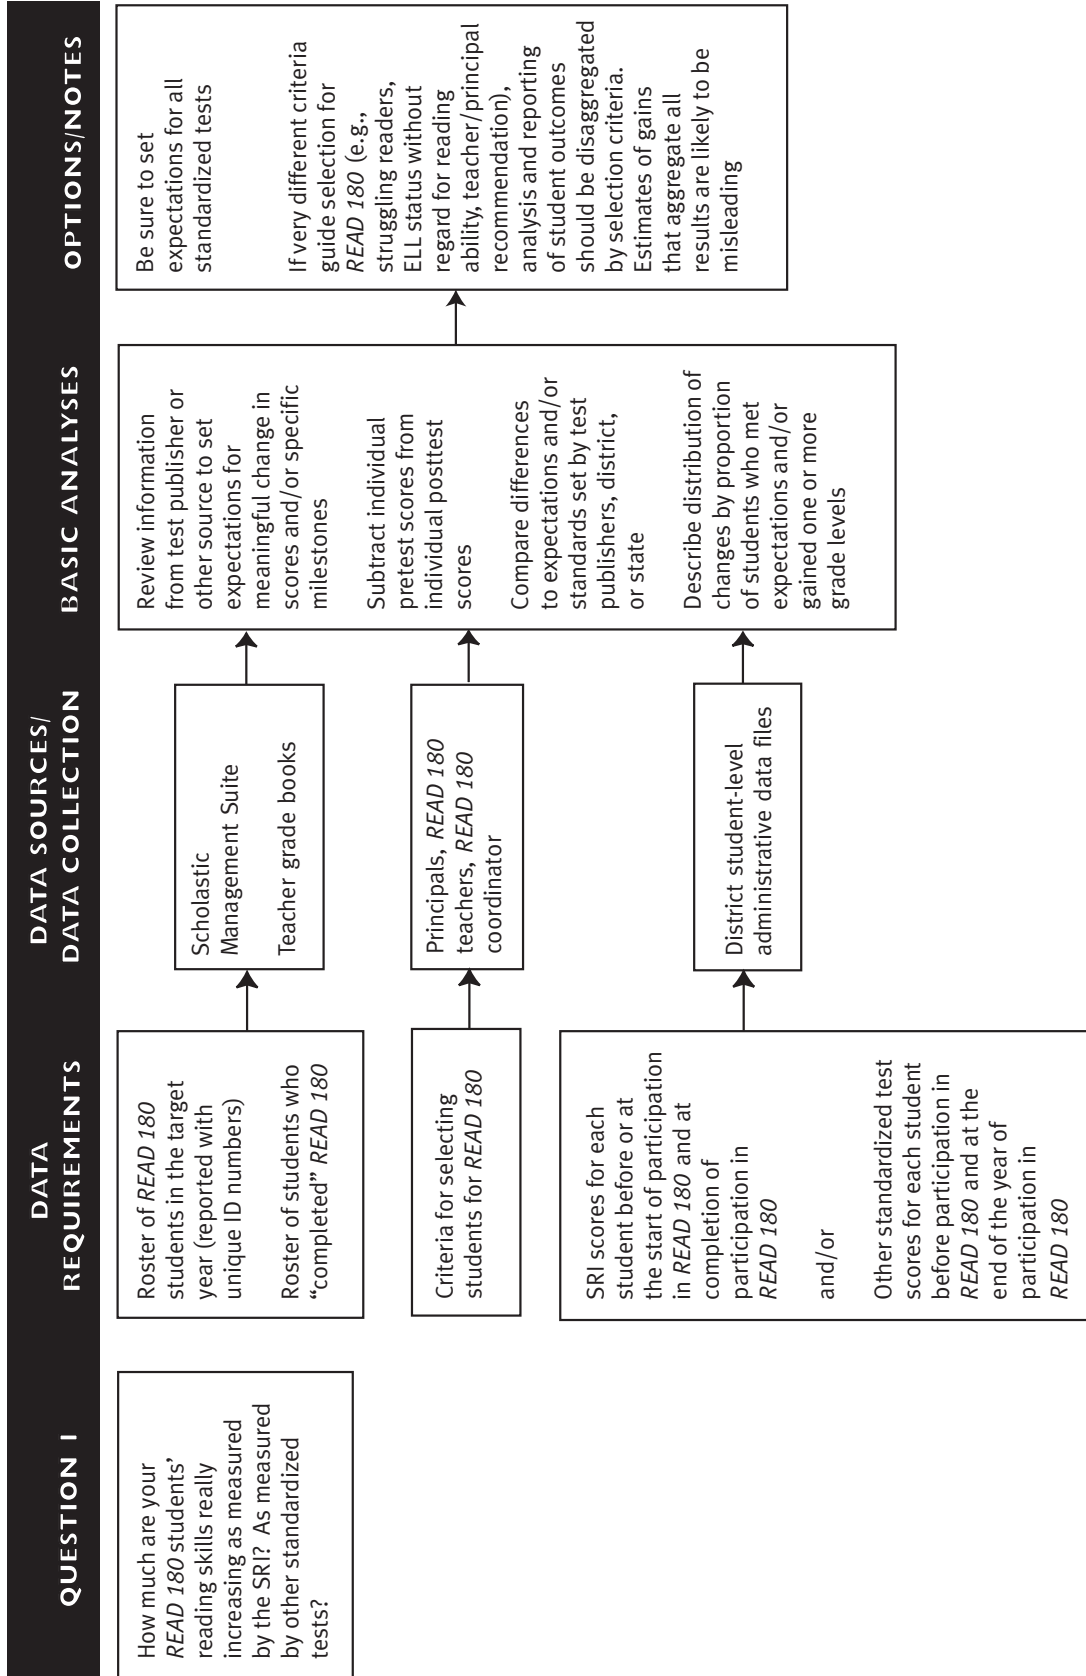 QUESTION I
How much are your
READ 180 students’
reading skills really
increasing as measured
by the SRI?  As measured
by other standardized
tests?
DATA
REQUIREMENTS
Roster of READ 180
students in the target
year (reported with
unique ID numbers)
Roster of students who
“completed” READ 180
Criteria for selecting
students for READ 180
SRI scores for each
student before or at
the start of participation
in READ 180 and at
completion of
participation in
READ 180
and/or
Other standardized test
scores for each student
before participation in
READ 180 and at the
end of the year of
participation in
READ 180
DATA SOURCES/
DATA COLLECTION
Scholastic
Management Suite
Teacher grade books
Principals, READ 180
teachers, READ 180
coordinator
District student-level
administrative data files
BASIC ANALYSES
Review information
from test publisher or
other source to set
expectations for
meaningful change in
scores and/or specific
milestones
Subtract individual
pretest scores from
individual posttest
scores
Compare differences
to expectations and/or
standards set by test
publishers, district,
or state
Describe distribution of
changes by proportion
of students who met
expectations and/or
gained one or more
grade levels
OPTIONS/NOTES
Be sure to set
expectations for all
standardized tests
If very different criteria
guide selection for
READ 180 (e.g.,
struggling readers,
ELL status without
regard for reading
ability, teacher/principal
recommendation),
analysis and reporting
of student outcomes
should be disaggregated
by selection criteria.
Estimates of gains
that aggregate all
results are likely to be
misleading